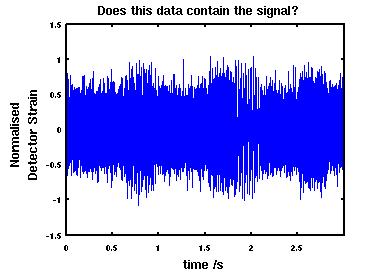 Does this data contain the signal?
1.5
1
0.5
0
-0.5
-1
-1.5
Normalised
Detector Strain
0 0.5 1 1.5 2 2.5
time /s